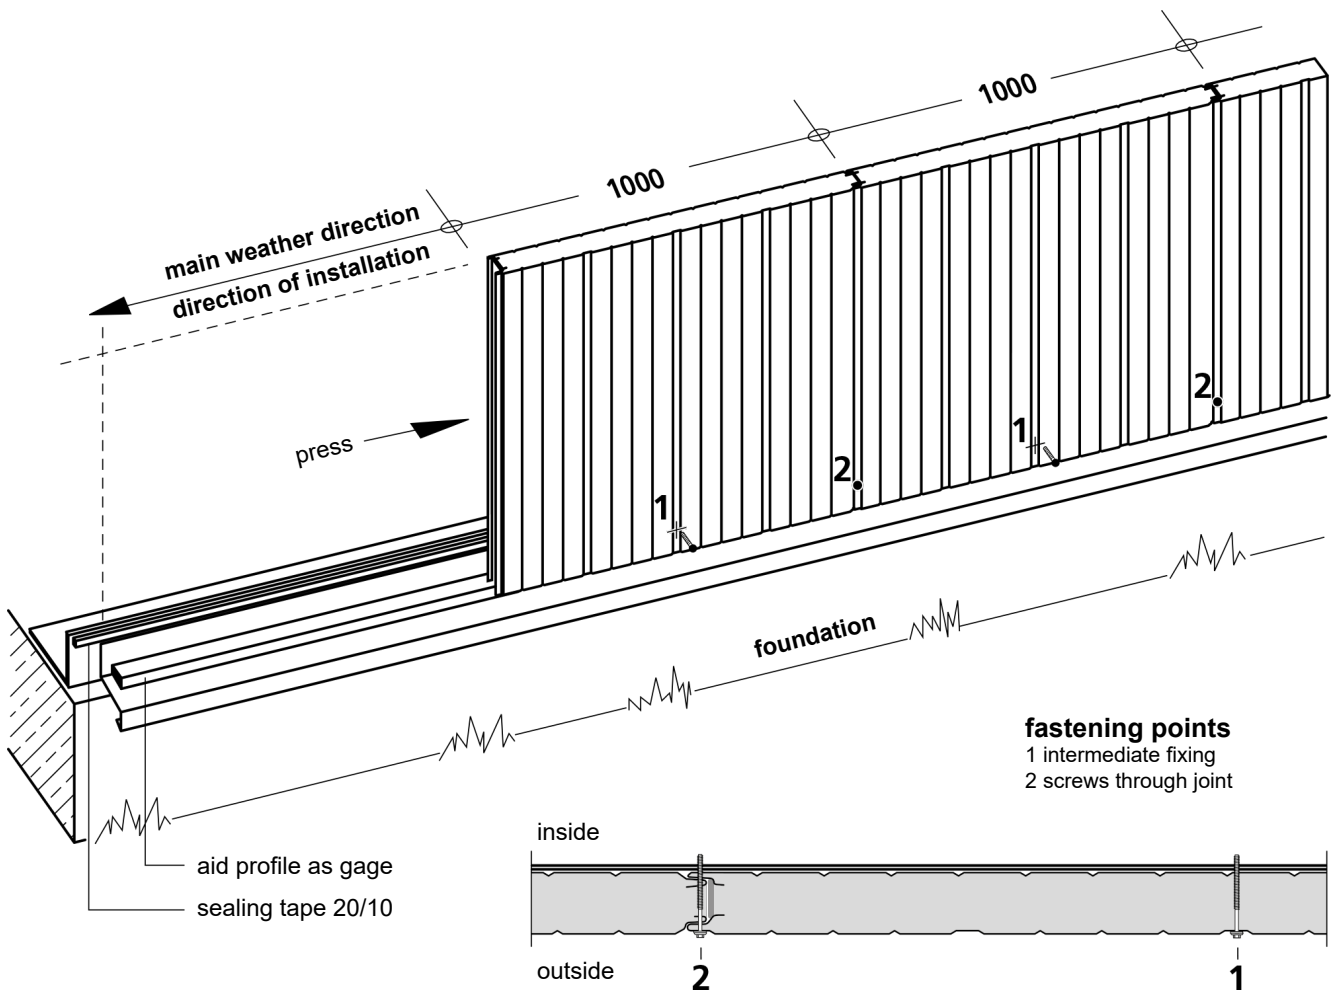 1000
1000
main weather direction
direction of installation
press
2
1
2
1
foundation
fastening points
1 intermediate fixing
2 screws through joint
inside
aid profile as gage
sealing tape 20/10
outside
2
1